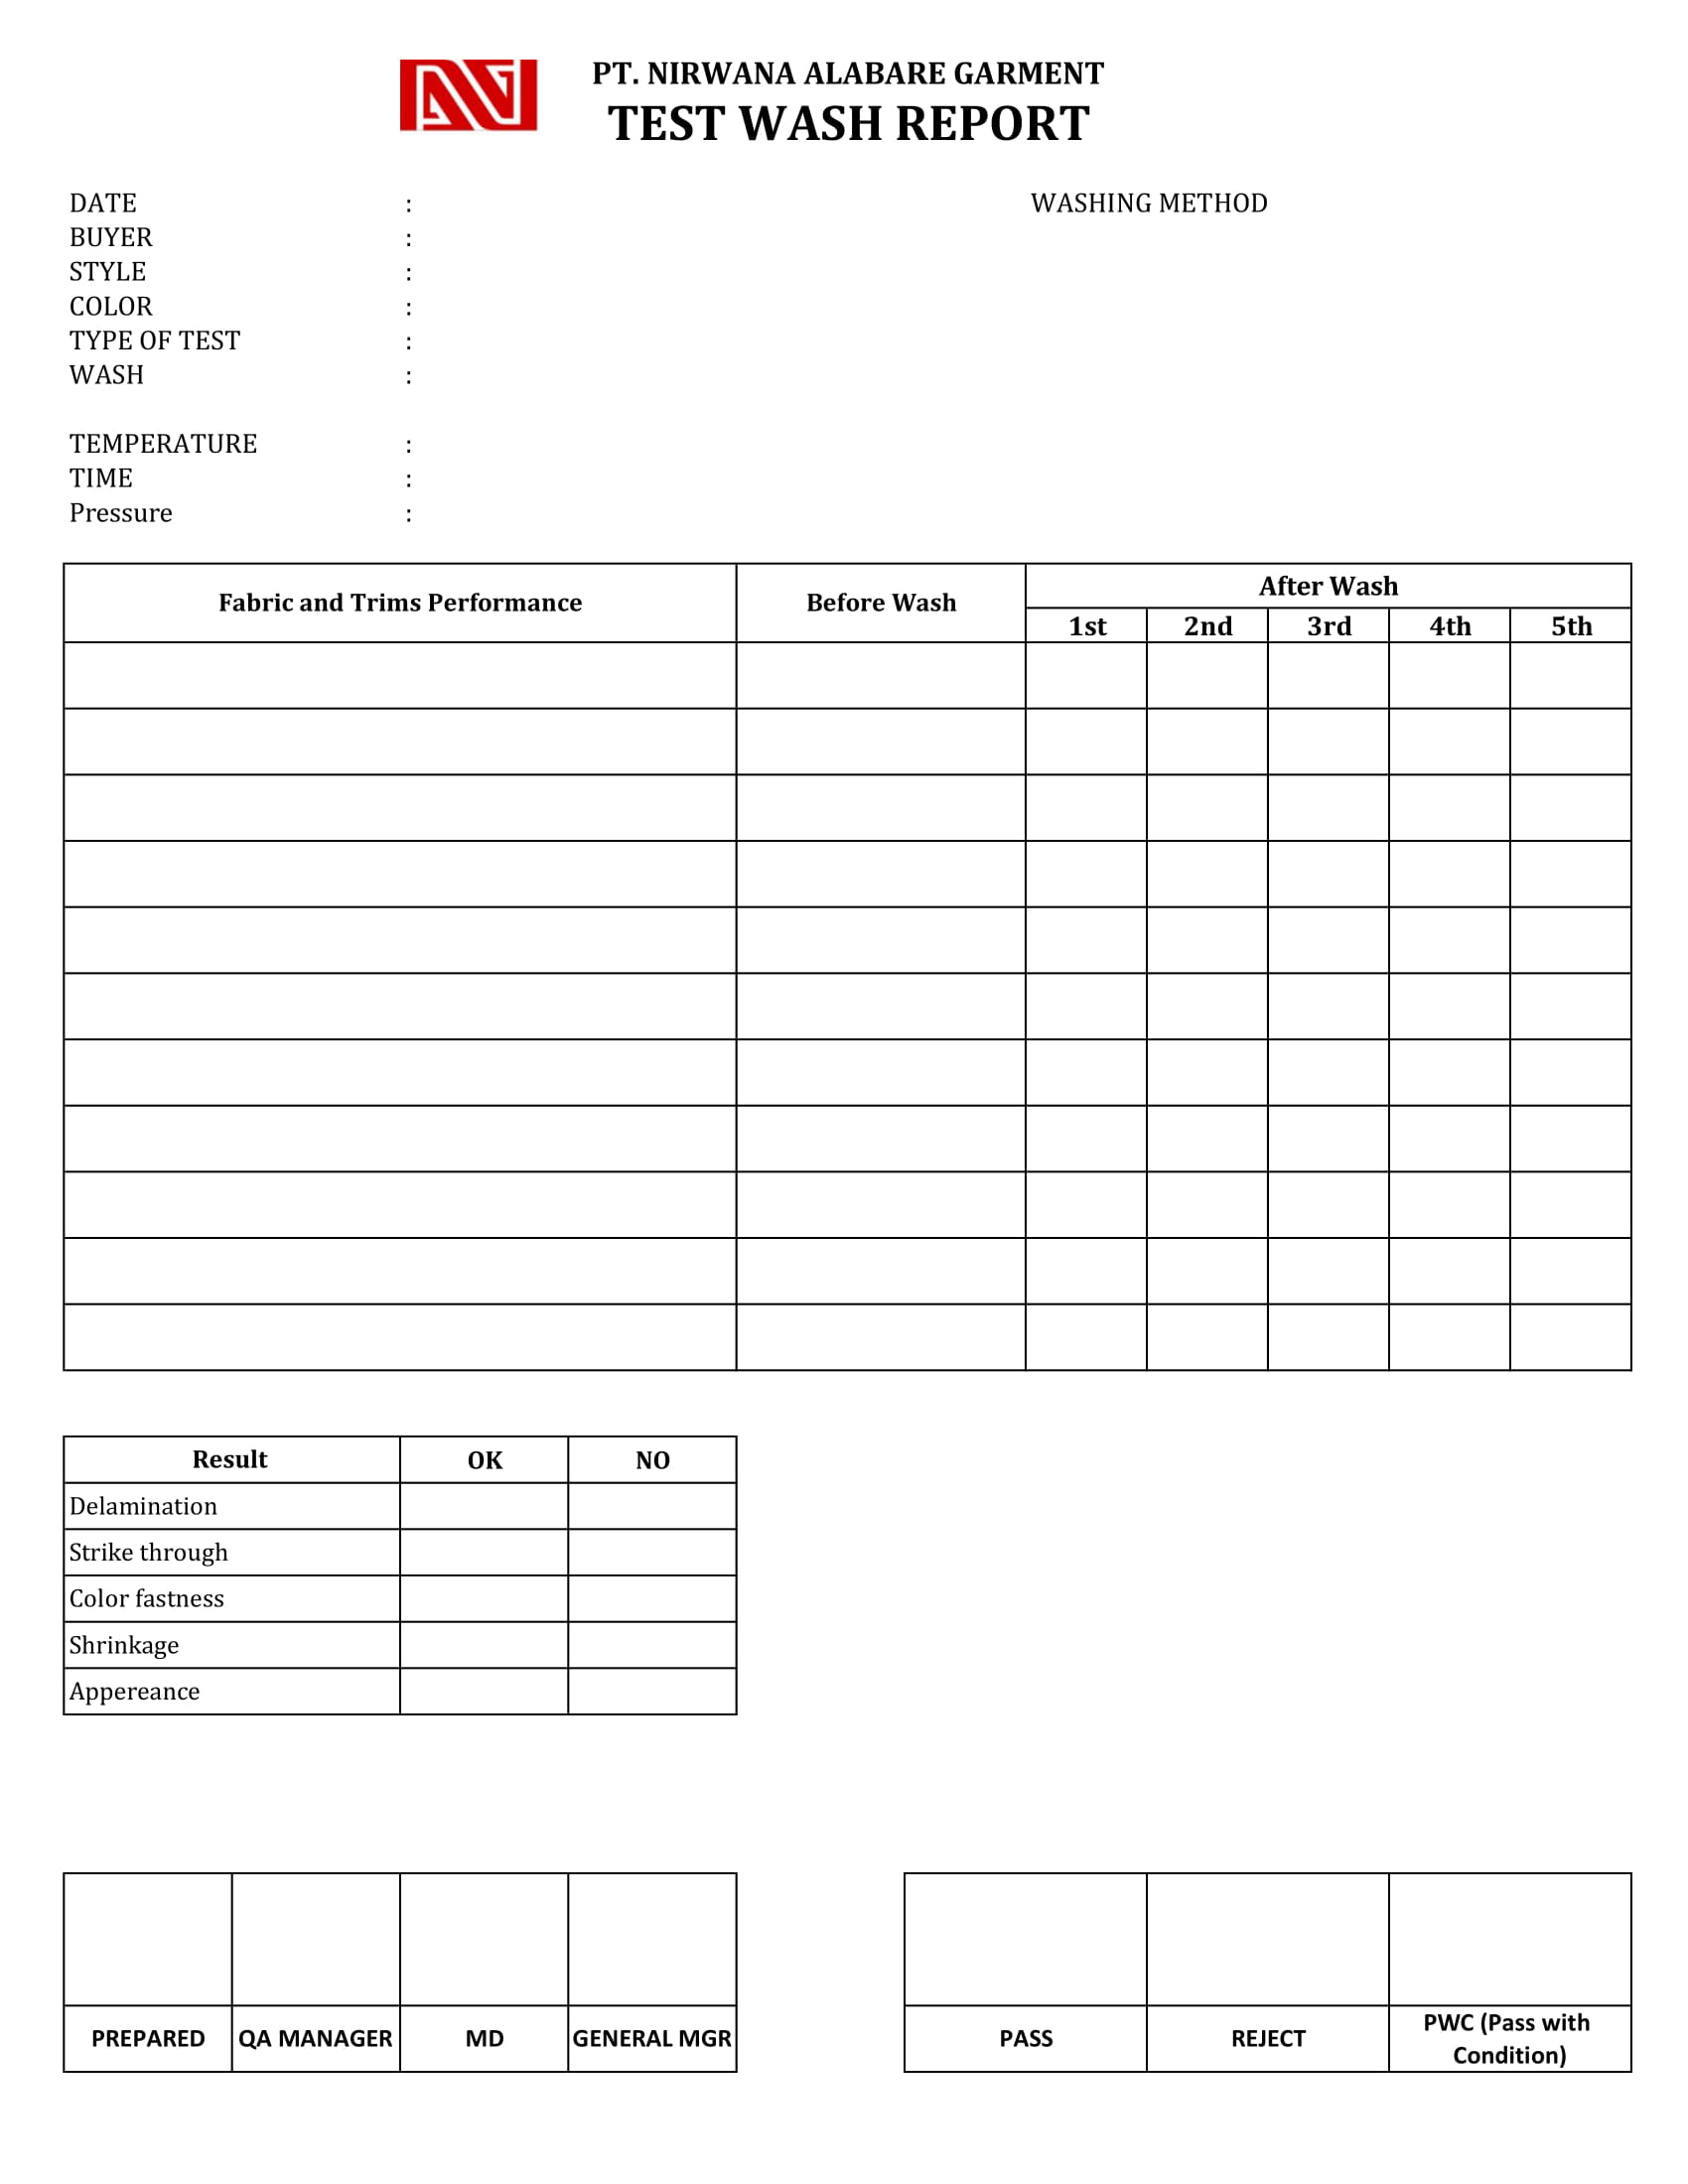 PT. NIRWANA ALABARE GARMENT
TEST WASH REPORT
DATE : WASHING METHOD
BUYER :
STYLE :
COLOR :
TYPE OF TEST :
WASH :
TEMPERATURE :
TIME :
Pressure :
Fabric and Trims Performance Before Wash After Wash
1st 2nd 3rd 4th 5th
Result OK NO
Delamination
Strike through
Color fastness
Shrinkage
Appereance
PREPARED QA MANAGER MD GENERAL MGR PASS REJECT PWC (Pass with
Condition)